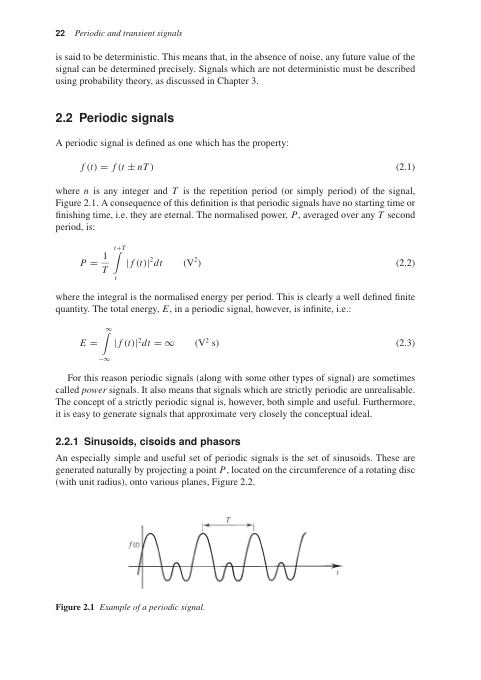 22 Periodic and transient signals
is said to be deterministic. This means that, in the absence of noise, any future value of the
signal can be determined precisely. Signals which are not deterministic must be described
using probability theory, as discussed in Chapter 3.
2.2 Periodic signals
A periodic signal is defined as one which has the property:
f(t) = f(t ± nT) (2.1)
where n is any integer and T is the repetition period (or simply period) of the signal,
Figure 2.1. A consequence of this definition is that periodic signals have no starting time or
finishing time, i.e. they are eternal. The normalised power, P, averaged over any T second
period, is:
P = 1/T ∫_t^{t+T} |f(t)|² dt (V²) (2.2)
where the integral is the normalised energy per period. This is clearly a well defined finite
quantity. The total energy, E, in a periodic signal, however, is infinite, i.e.:
E = ∫_{−∞}^{∞} |f(t)|² dt = ∞ (V² s) (2.3)
For this reason periodic signals (along with some other types of signal) are sometimes
called power signals. It also means that signals which are strictly periodic are unrealisable.
The concept of a strictly periodic signal is, however, both simple and useful. Furthermore,
it is easy to generate signals that approximate very closely the conceptual ideal.
2.2.1 Sinusoids, cisoids and phasors
An especially simple and useful set of periodic signals is the set of sinusoids. These are
generated naturally by projecting a point P, located on the circumference of a rotating disc
(with unit radius), onto various planes, Figure 2.2.
T
f(t)
t
Figure 2.1 Example of a periodic signal.